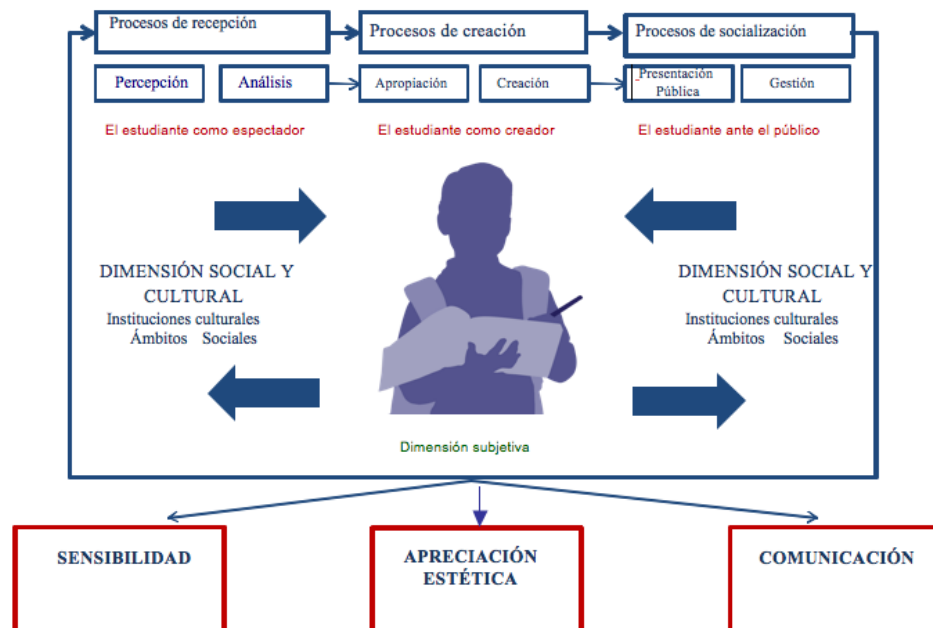 Procesos de recepción
Procesos de creación
Procesos de socialización
Percepción
Análisis
Apropiación
Creación
Presentación
Pública
Gestión
El estudiante como espectador
El estudiante como creador
El estudiante ante el público
DIMENSIÓN SOCIAL Y
CULTURAL
Instituciones culturales
Ámbitos Sociales
DIMENSIÓN SOCIAL Y
CULTURAL
Instituciones culturales
Ámbitos Sociales
Dimensión subjetiva
SENSIBILIDAD
APRECIACIÓN
ESTÉTICA
COMUNICACIÓN